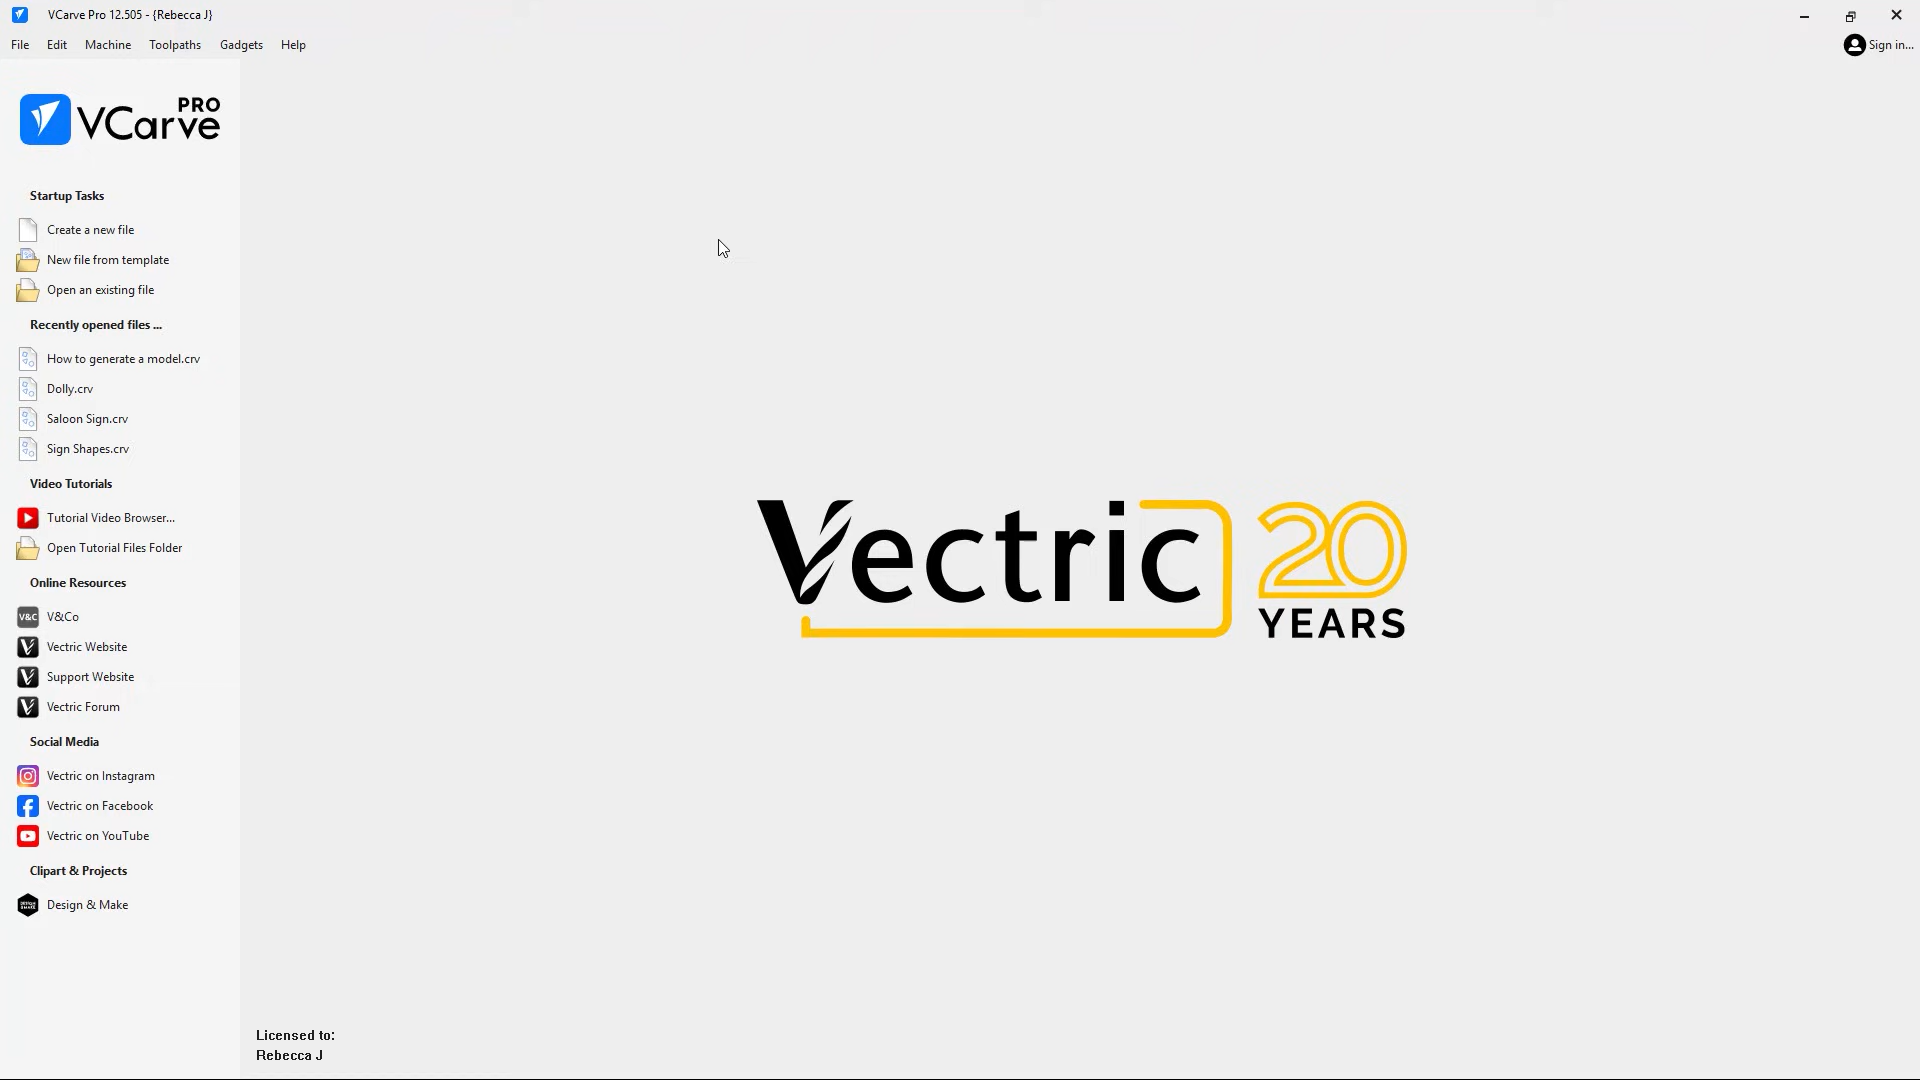 VCarve Pro 12.505 - {Rebecca J}
File Edit Machine Toolpaths Gadgets Help
Sign in...
VCarve PRO
Startup Tasks
Create a new file
New file from template
Open an existing file
Recently opened files ...
How to generate a model.crv
Dolly.crv
Saloon Sign.crv
Sign Shapes.crv
Video Tutorials
Tutorial Video Browser...
Open Tutorial Files Folder
Online Resources
V&C V&Co
Vectric Website
Support Website
Vectric Forum
Social Media
Vectric on Instagram
Vectric on Facebook
Vectric on YouTube
Clipart & Projects
Design & Make
Vectric 20
YEARS
Licensed to:
Rebecca J